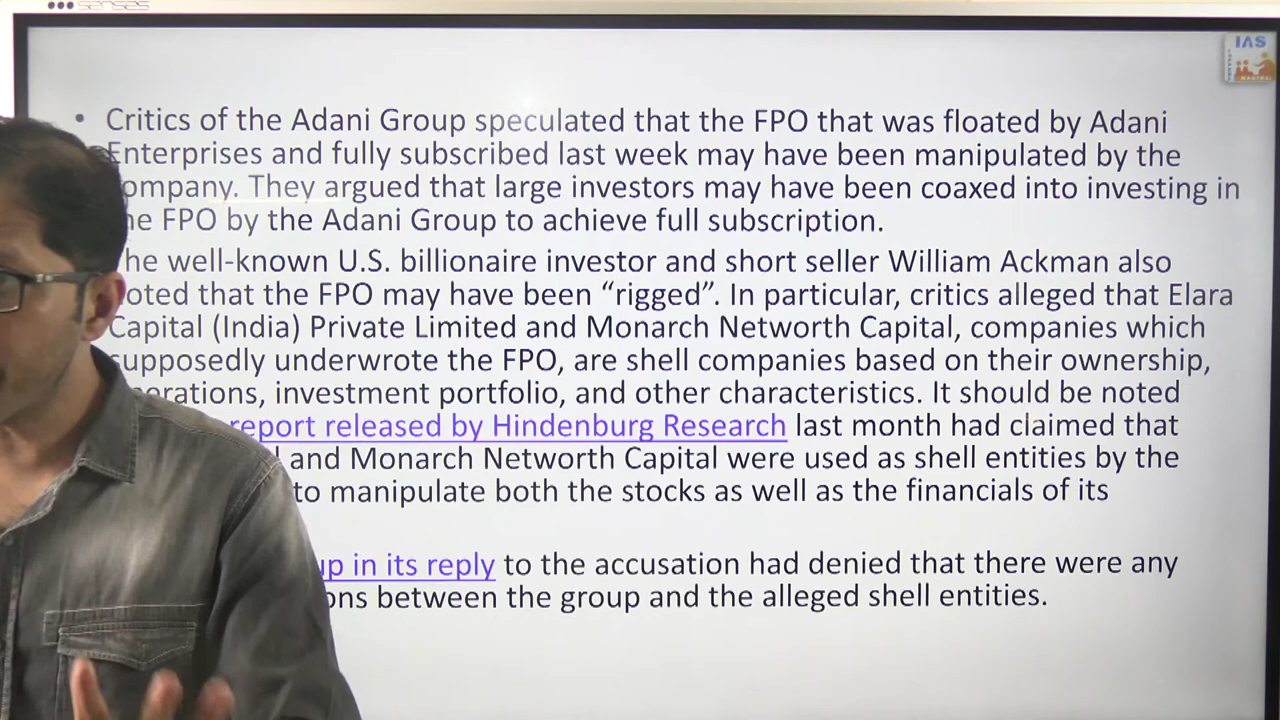 IAS
• Critics of the Adani Group speculated that the FPO that was floated by Adani
Enterprises and fully subscribed last week may have been manipulated by the
ompany. They argued that large investors may have been coaxed into investing in
he FPO by the Adani Group to achieve full subscription.
he well-known U.S. billionaire investor and short seller William Ackman also
oted that the FPO may have been “rigged”. In particular, critics alleged that Elara
Capital (India) Private Limited and Monarch Networth Capital, companies which
supposedly underwrote the FPO, are shell companies based on their ownership,
erations, investment portfolio, and other characteristics. It should be noted
report released by Hindenburg Research last month had claimed that
and Monarch Networth Capital were used as shell entities by the
to manipulate both the stocks as well as the financials of its
up in its reply to the accusation had denied that there were any
ons between the group and the alleged shell entities.